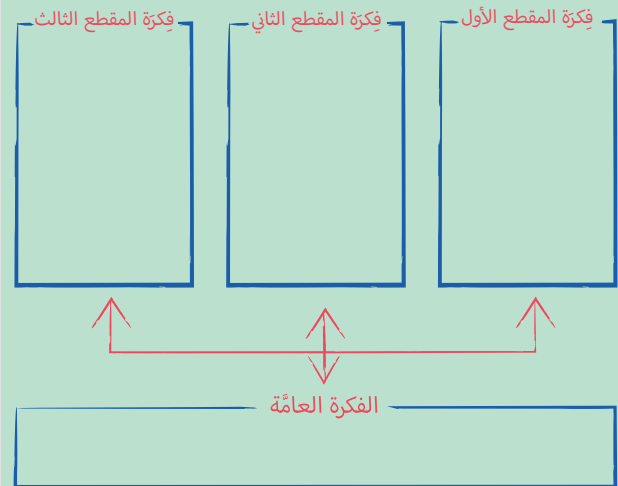 فِكرَة المقطع الأول
فِكرَة المقطع الثاني
فِكرَة المقطع الثالث
الفكرة العامَّة